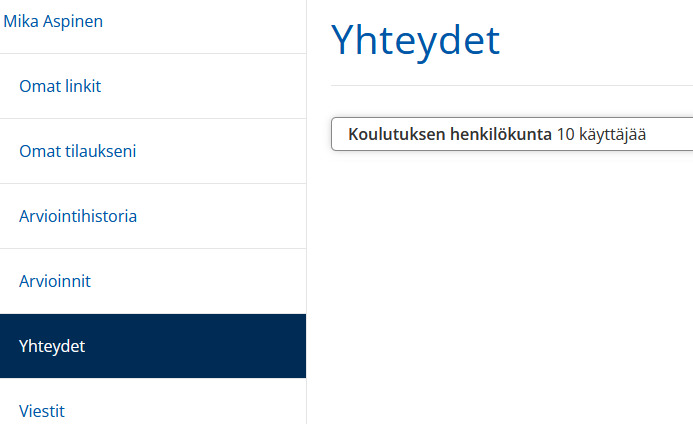 Mika Aspinen
Omat linkit
Omat tilaukseni
Arviointihistoria
Arvioinnit
Yhteydet
Viestit
Yhteydet
Koulutuksen henkilökunta 10 käyttäjää